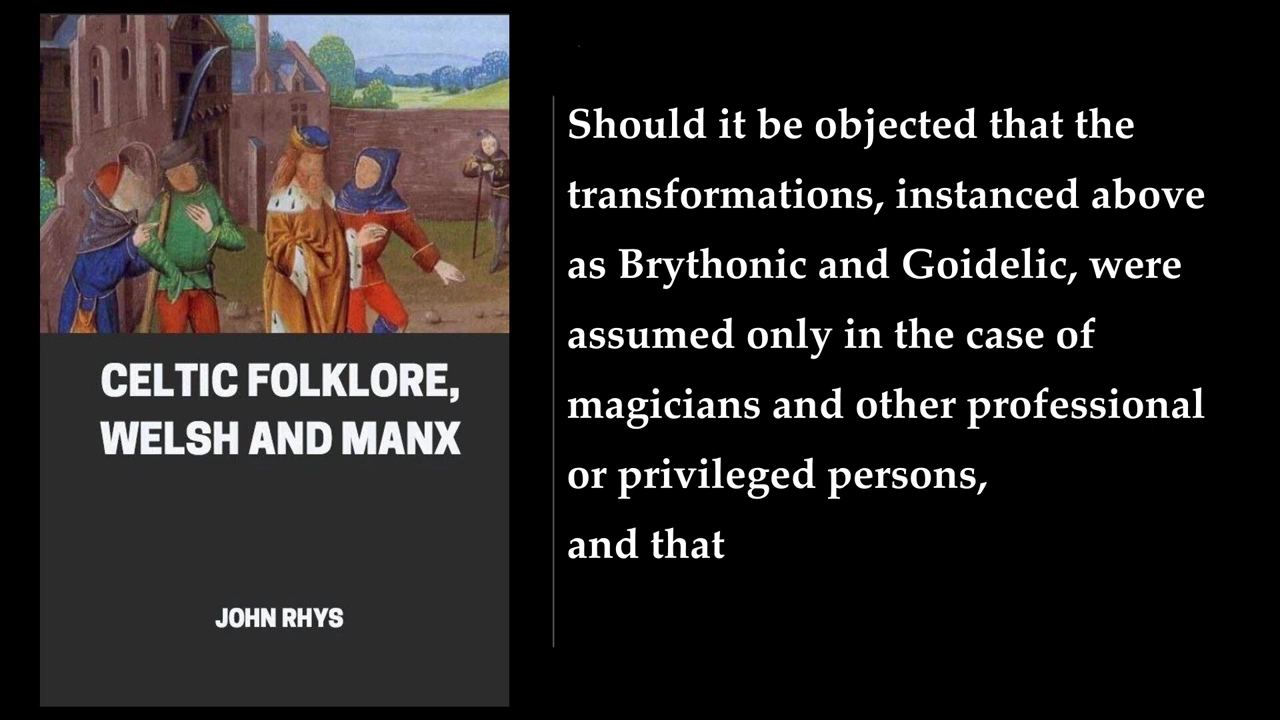 CELTIC FOLKLORE,
WELSH AND MANX
JOHN RHYS
Should it be objected that the
transformations, instanced above
as Brythonic and Goidelic, were
assumed only in the case of
magicians and other professional
or privileged persons,
and that